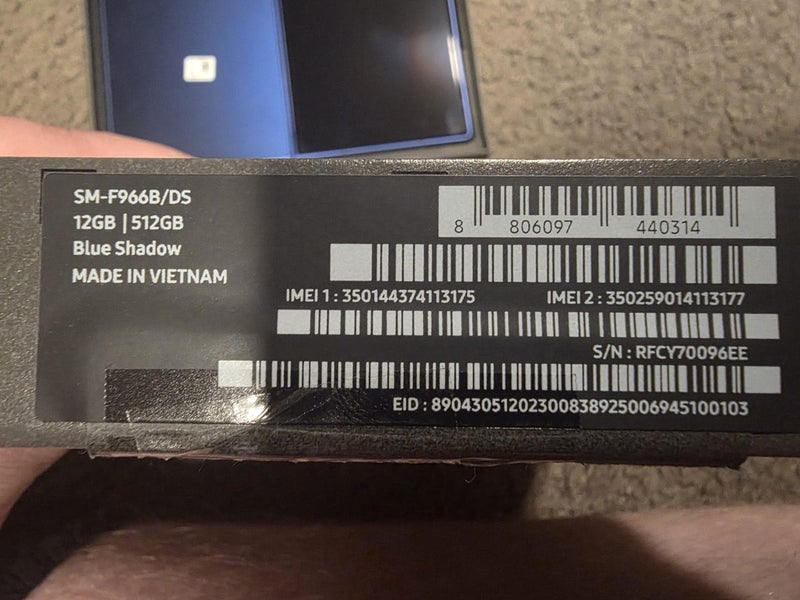 SM-F966B/DS
12GB | 512GB
Blue Shadow
MADE IN VIETNAM
8 806097 440314
IMEI 1 : 350144374113175 IMEI 2 : 350259014113177
S/N : RFCY70096EE
EID : 89043051202300838925006945100103